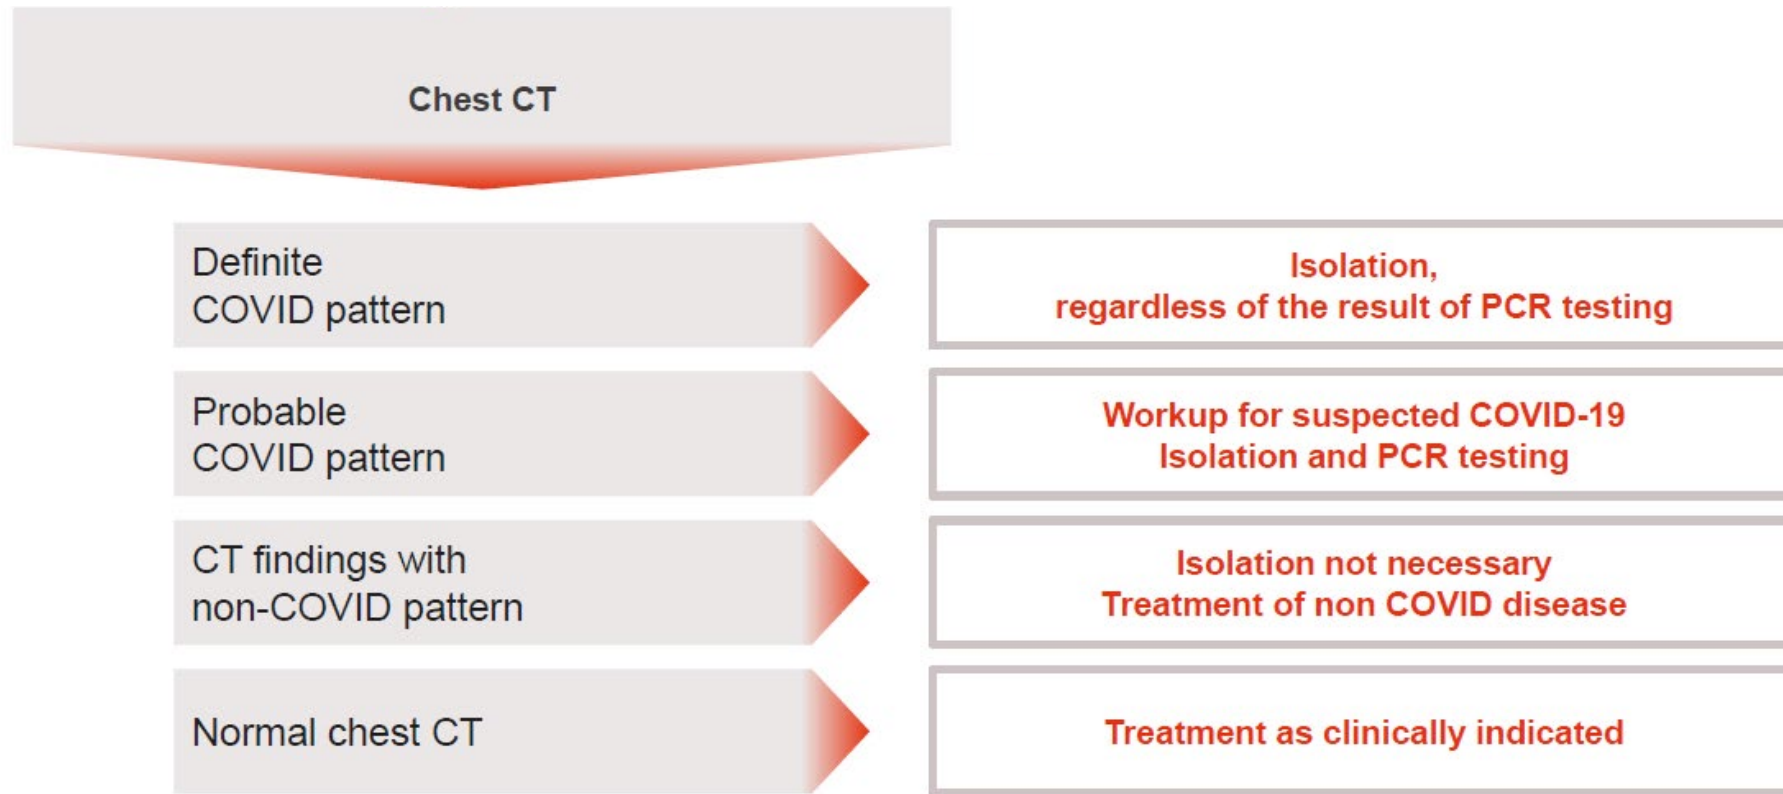 Chest CT
Definite
COVID pattern
Isolation,
regardless of the result of PCR testing
Probable
COVID pattern
Workup for suspected COVID-19
Isolation and PCR testing
CT findings with
non-COVID pattern
Isolation not necessary
Treatment of non COVID disease
Normal chest CT
Treatment as clinically indicated